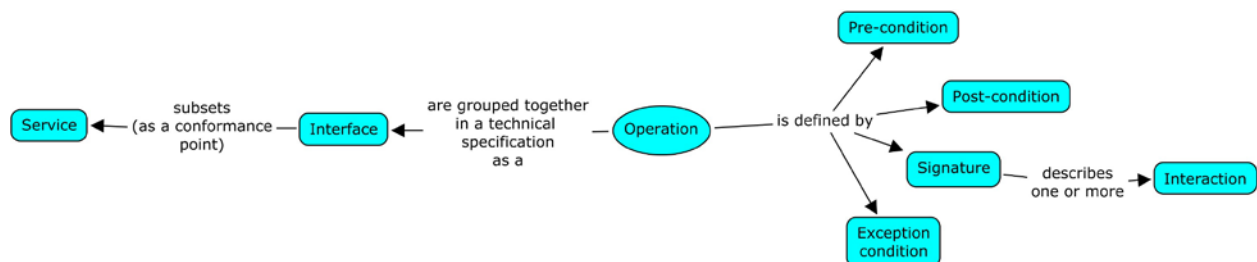 Pre-condition
Post-condition
subsets
(as a conformance
point)
are grouped together
in a technical
specification
as a
Service
Interface
Operation
is defined by
Signature
describes
one or more
Interaction
Exception
condition